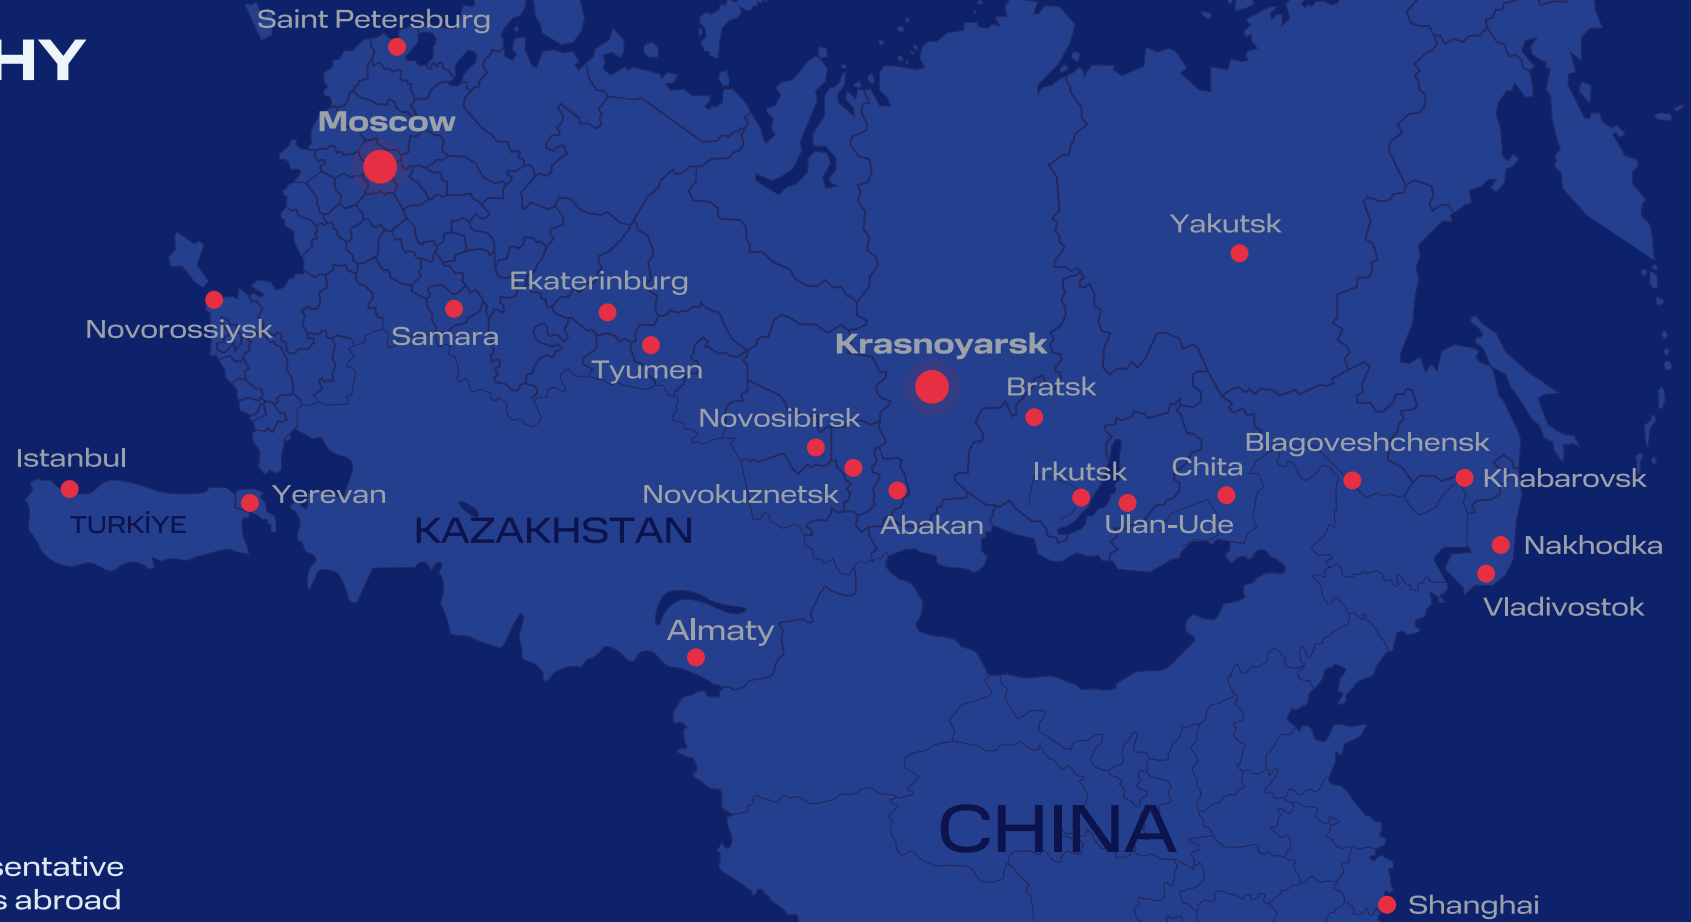 Saint Petersburg
HY
Moscow
Yakutsk
Ekaterinburg
Novorossiysk
Samara
Krasnoyarsk
Tyumen
Bratsk
Novosibirsk
Blagoveshchensk
Istanbul
Chita
Irkutsk
Khabarovsk
Yerevan
Novokuznetsk
TURKİYE
KAZAKHSTAN
Abakan
Ulan-Ude
Nakhodka
Vladivostok
Almaty
CHINA
sentative
s abroad
Shanghai